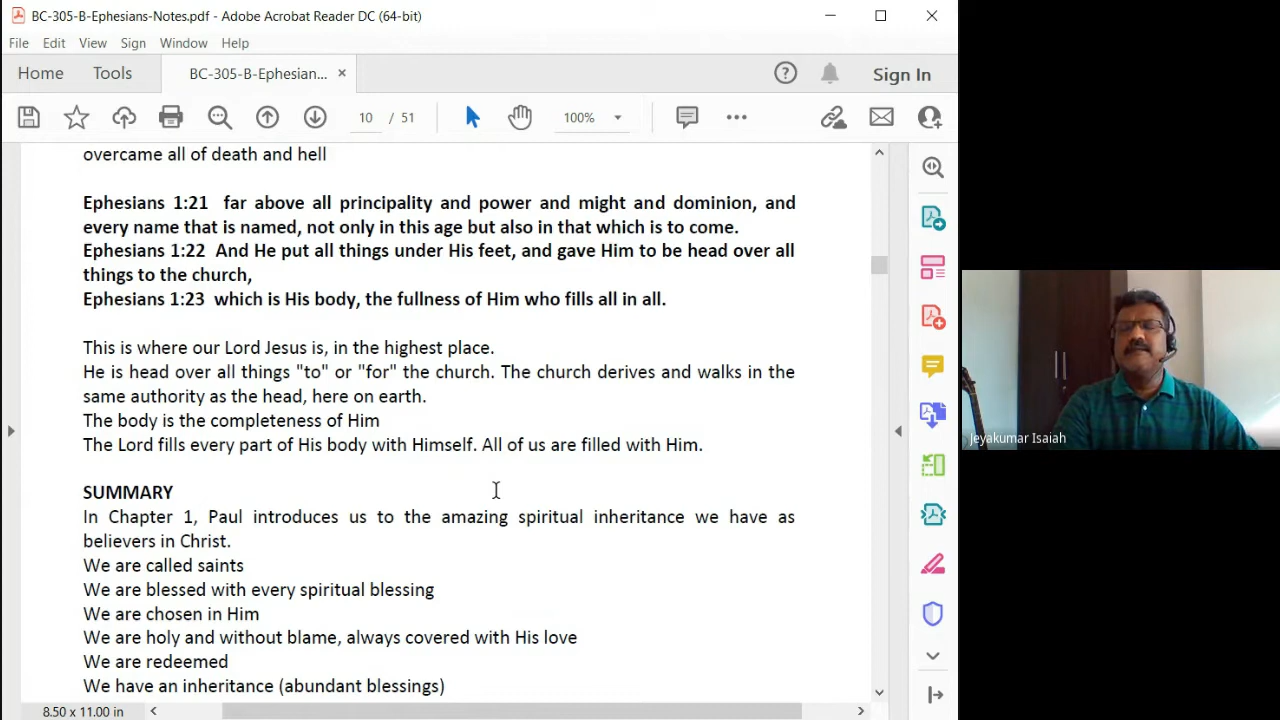 BC-305-B-Ephesians-Notes.pdf - Adobe Acrobat Reader DC (64-bit)
File Edit View Sign Window Help
Home Tools BC-305-B-Ephesian... Sign In
10 / 51 100%
overcame all of death and hell
Ephesians 1:21 far above all principality and power and might and dominion, and
every name that is named, not only in this age but also in that which is to come.
Ephesians 1:22 And He put all things under His feet, and gave Him to be head over all
things to the church,
Ephesians 1:23 which is His body, the fullness of Him who fills all in all.
This is where our Lord Jesus is, in the highest place.
He is head over all things "to" or "for" the church. The church derives and walks in the
same authority as the head, here on earth.
The body is the completeness of Him
The Lord fills every part of His body with Himself. All of us are filled with Him.
SUMMARY
In Chapter 1, Paul introduces us to the amazing spiritual inheritance we have as
believers in Christ.
We are called saints
We are blessed with every spiritual blessing
We are chosen in Him
We are holy and without blame, always covered with His love
We are redeemed
We have an inheritance (abundant blessings)
8.50 x 11.00 in
Jeyakumar Isaiah